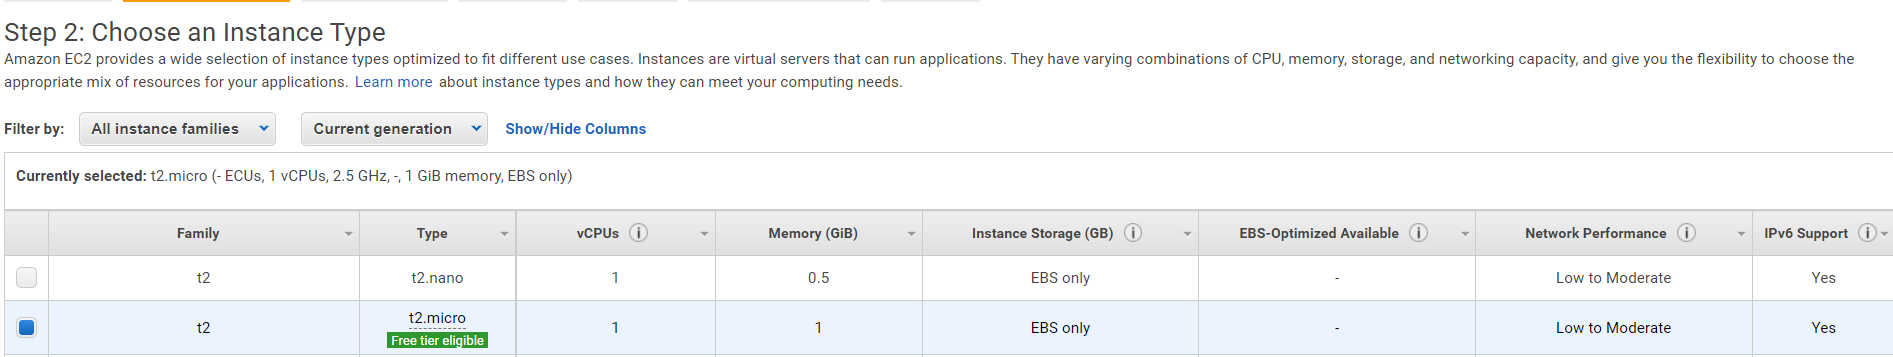 Step 2: Choose an Instance Type
Amazon EC2 provides a wide selection of instance types optimized to fit different use cases. Instances are virtual servers that can run applications. They have varying combinations of CPU, memory, storage, and networking capacity, and give you the flexibility to choose the
appropriate mix of resources for your applications. Learn more about instance types and how they can meet your computing needs.
Filter by: All instance families Current generation Show/Hide Columns
Currently selected: t2.micro (- ECUs, 1 vCPUs, 2.5 GHz, -, 1 GiB memory, EBS only)
Family Type vCPUs Memory (GiB) Instance Storage (GB) EBS-Optimized Available Network Performance IPv6 Support
t2 t2.nano 1 0.5 EBS only - Low to Moderate Yes
t2 t2.micro 1 1 EBS only - Low to Moderate Yes
Free tier eligible